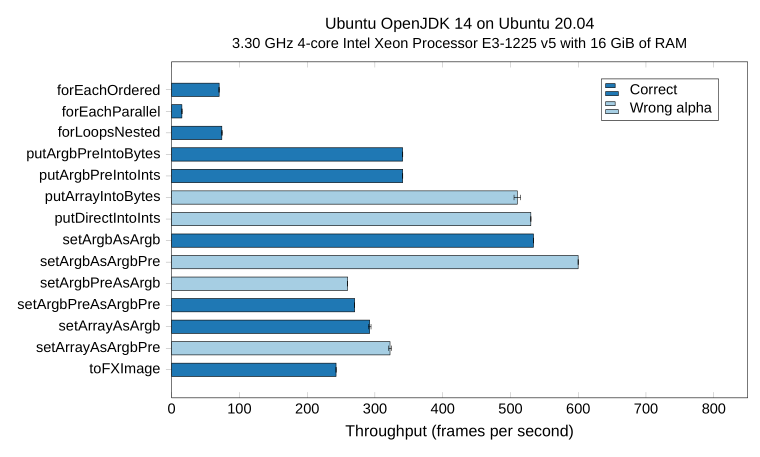 Ubuntu OpenJDK 14 on Ubuntu 20.04
3.30 GHz 4-core Intel Xeon Processor E3-1225 v5 with 16 GiB of RAM
forEachOrdered
forEachParallel
forLoopsNested
putArgbPreIntoBytes
putArgbPreIntoInts
putArrayIntoBytes
putDirectIntoInts
setArgbAsArgb
setArgbAsArgbPre
setArgbPreAsArgb
setArgbPreAsArgbPre
setArrayAsArgb
setArrayAsArgbPre
toFXImage
Correct
Wrong alpha
0 100 200 300 400 500 600 700 800
Throughput (frames per second)